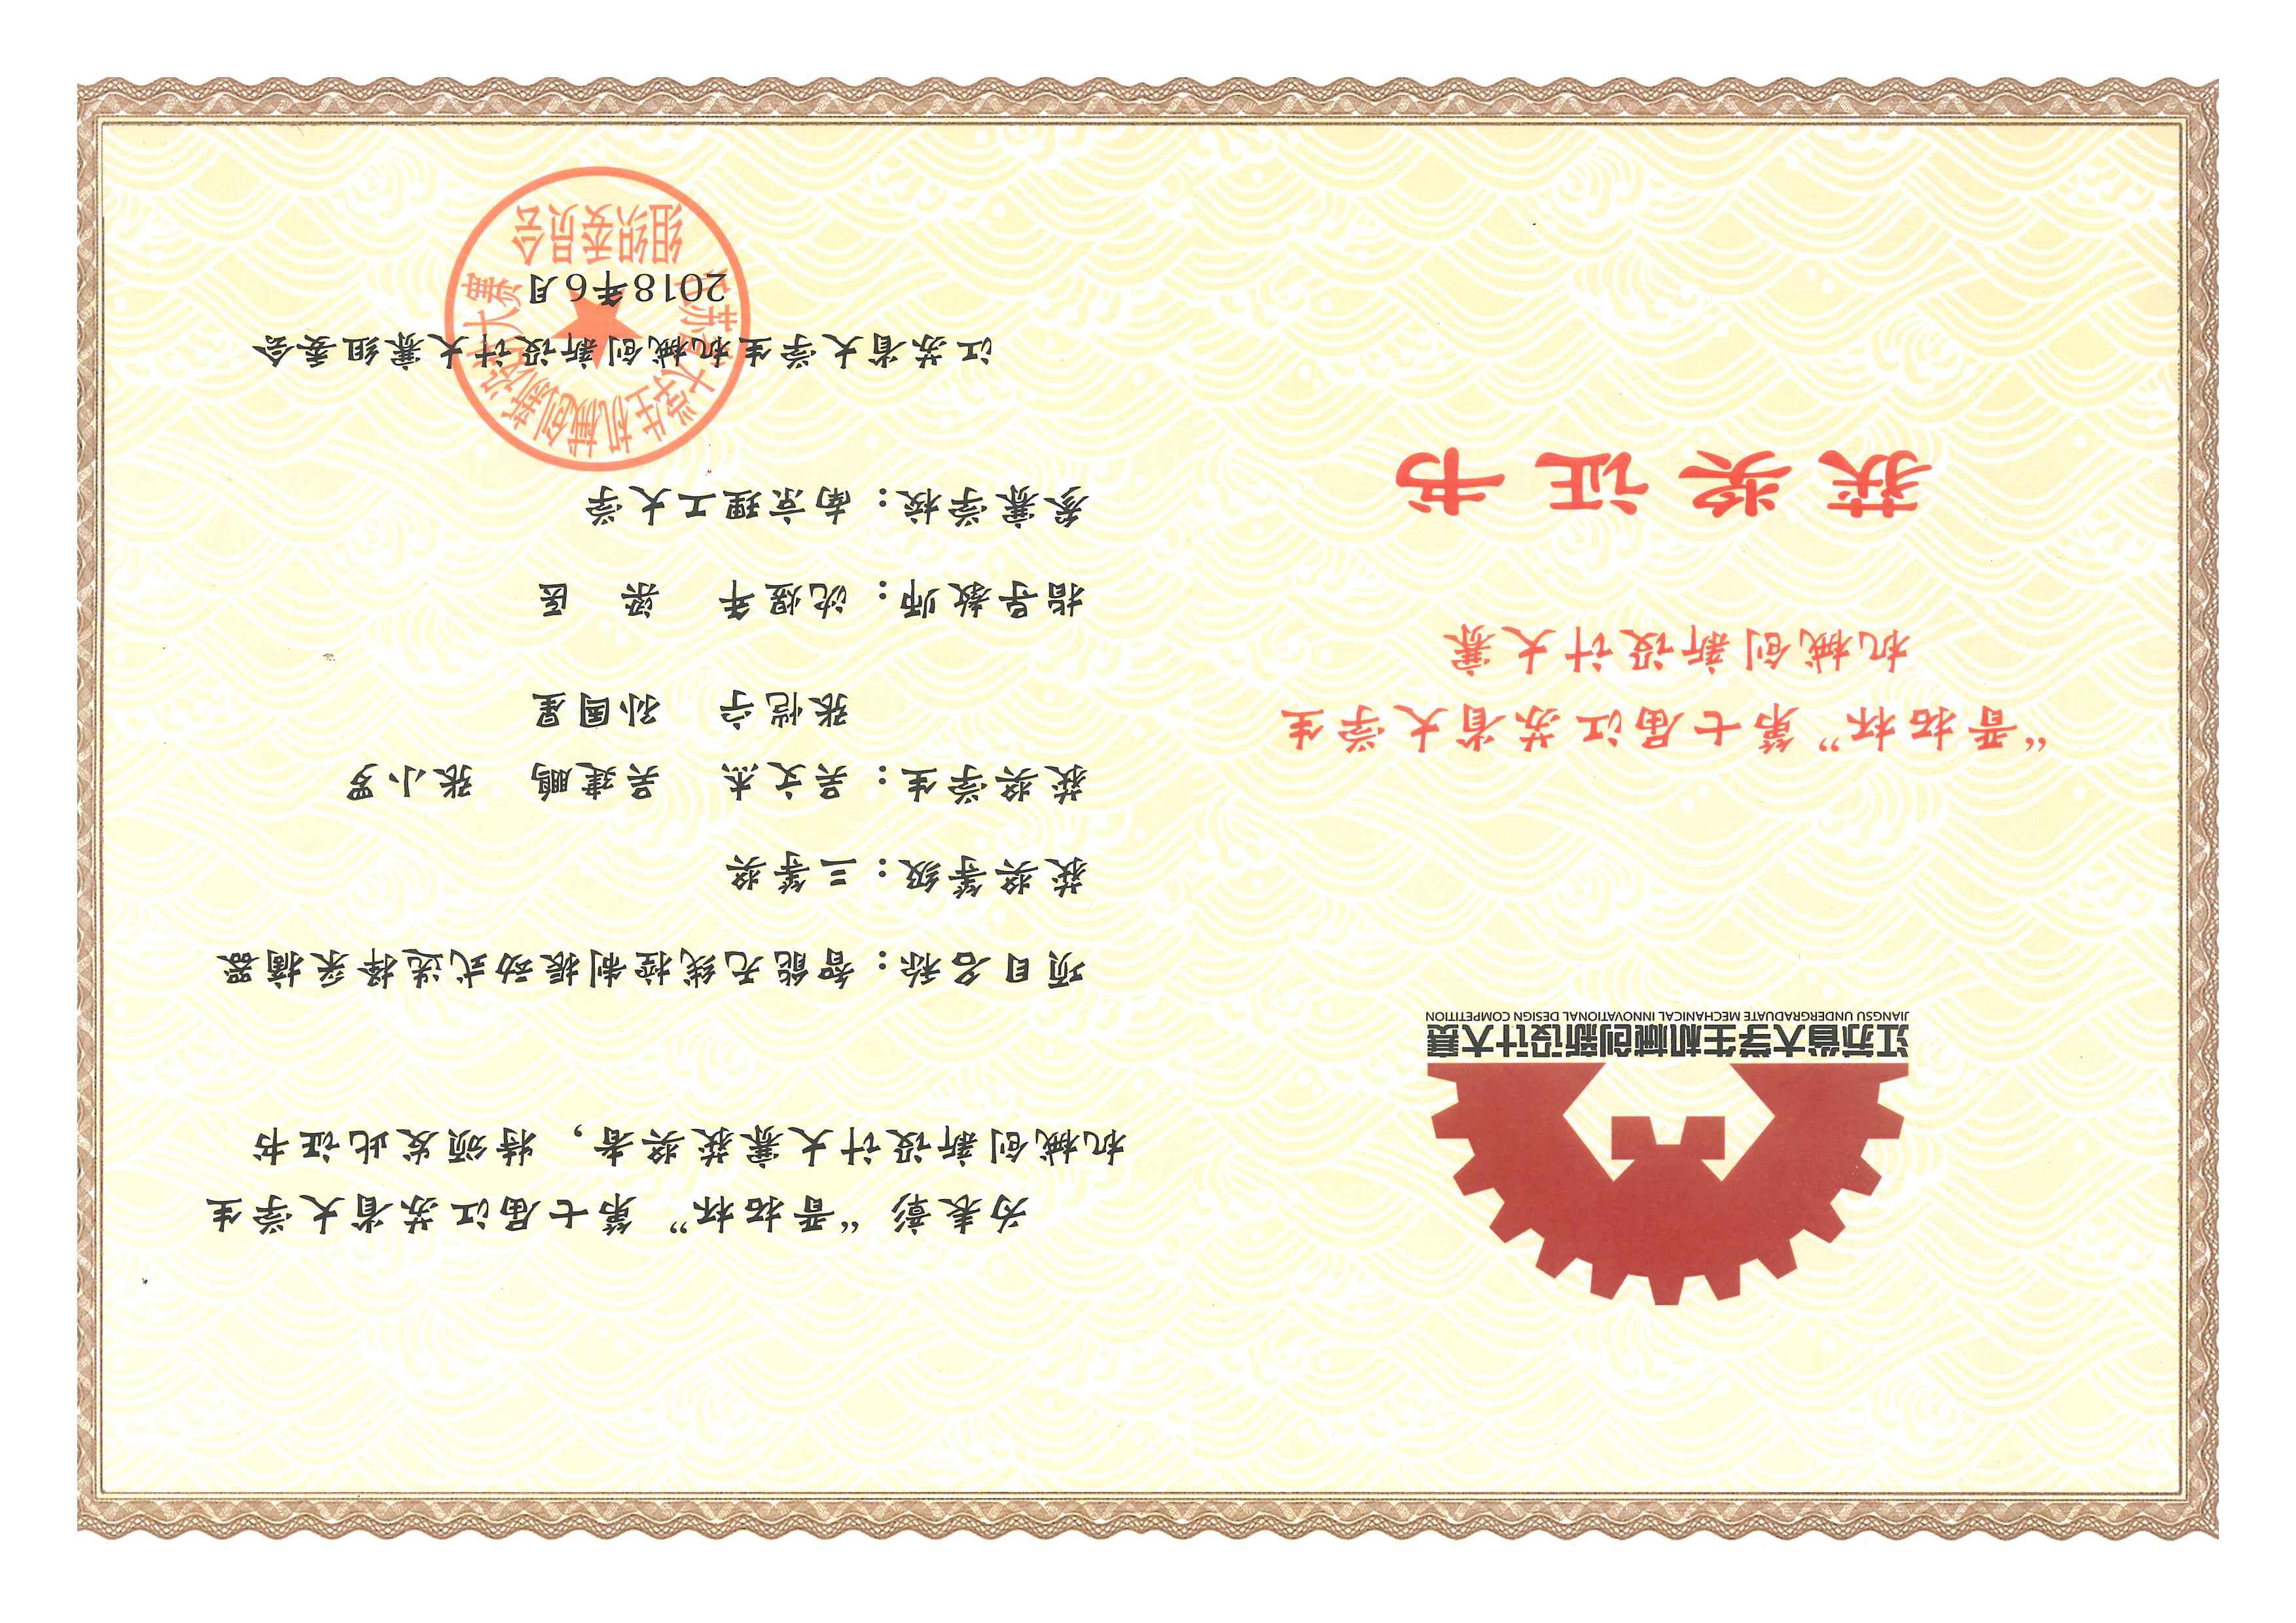 江苏省大学生机械创新设计大赛
JIANGSU UNDERGRADUATE MECHANICAL INNOVATIONAL DESIGN COMPETITION
“晋拓杯”第七届江苏省大学生
机械创新设计大赛
获奖证书
为表彰“晋拓杯”第七届江苏省大学生
机械创新设计大赛获奖者，特颁发此证书
项目名称：智能无线控制振动式选择采摘器
获奖等级：二等奖
获奖学生：吴文杰 吴建鹏 张小罗
张恺宁 孙国星
指导教师：沈煜年 梁 医
参赛学校：南京理工大学
江苏省大学生机械创新设计大赛组委会
2018年6月
江苏省大学生机械创新设计大赛
组织委员会